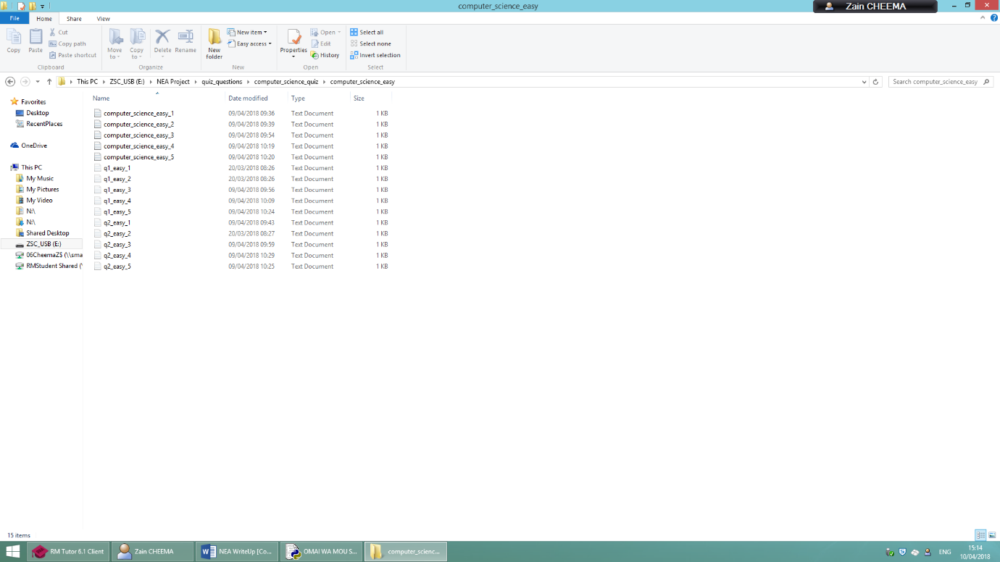 computer_science_easy
Zain CHEEMA
File Home Share View
Copy
Paste
Cut
Copy path
Paste shortcut
Clipboard
Move to
Copy to
Delete
Rename
Organize
New folder
New item
Easy access
New
Properties
Open
Edit
History
Open
Select all
Select none
Invert selection
Select
This PC NEA Project quiz_questions computer_science_quiz computer_science_easy
ZSC_USB (E:)
Search computer_science_easy
Favorites
Desktop
RecentPlaces
OneDrive
This PC
My Music
My Pictures
My Video
N:\
N:\
Shared Desktop
ZSC_USB (E:)
06CheemaZ$ (\\sma
RMStudent Shared (\
Name Date modified Type Size
computer_science_easy_1 09/04/2018 09:36 Text Document 1 KB
computer_science_easy_2 09/04/2018 09:39 Text Document 1 KB
computer_science_easy_3 09/04/2018 09:54 Text Document 1 KB
computer_science_easy_4 09/04/2018 10:19 Text Document 1 KB
computer_science_easy_5 09/04/2018 10:20 Text Document 1 KB
q1_easy_1 20/03/2018 08:26 Text Document 1 KB
q1_easy_2 20/03/2018 08:26 Text Document 1 KB
q1_easy_3 09/04/2018 09:56 Text Document 1 KB
q1_easy_4 09/04/2018 10:09 Text Document 1 KB
q1_easy_5 09/04/2018 10:24 Text Document 1 KB
q2_easy_1 09/04/2018 09:43 Text Document 1 KB
q2_easy_2 20/03/2018 08:27 Text Document 1 KB
q2_easy_3 09/04/2018 09:59 Text Document 1 KB
q2_easy_4 09/04/2018 10:29 Text Document 1 KB
q2_easy_5 09/04/2018 10:25 Text Document 1 KB
15 items
RM Tutor 6.1 Client
Zain CHEEMA
NEA WriteUp [Co...
OMAI WA MOU S...
computer_scienc...
ENG
15:14
10/04/2018